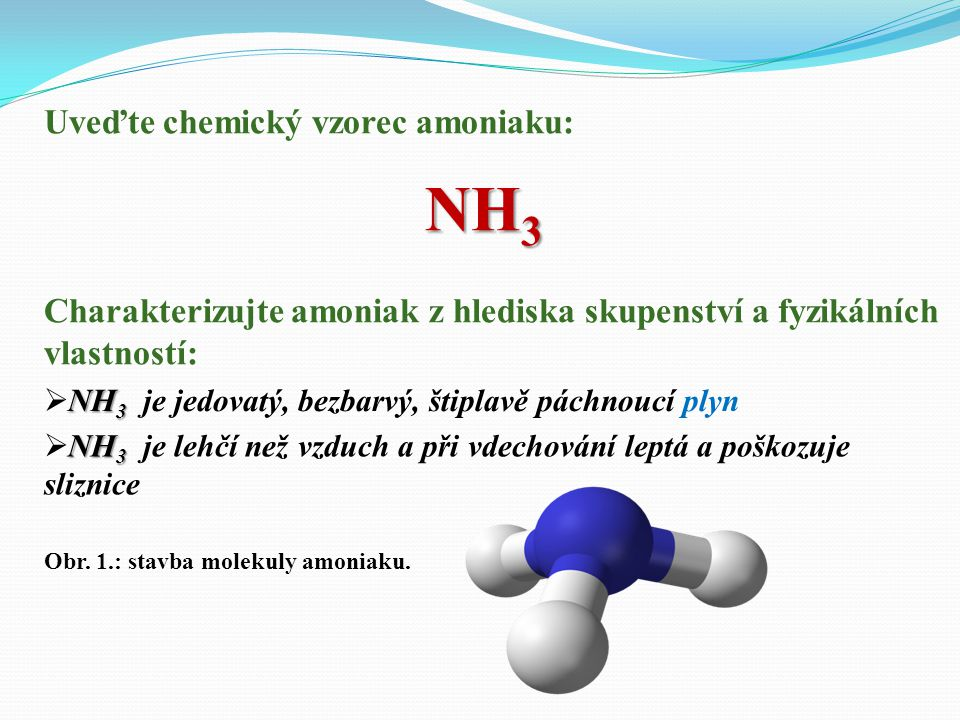 Uveďte chemický vzorec amoniaku:
NH₃
Charakterizujte amoniak z hlediska skupenství a fyzikálních
vlastností:
➢NH₃ je jedovatý, bezbarvý, štiplavě páchnoucí plyn
➢NH₃ je lehčí než vzduch a při vdechování leptá a poškozuje
sliznice
Obr. 1.: stavba molekuly amoniaku.